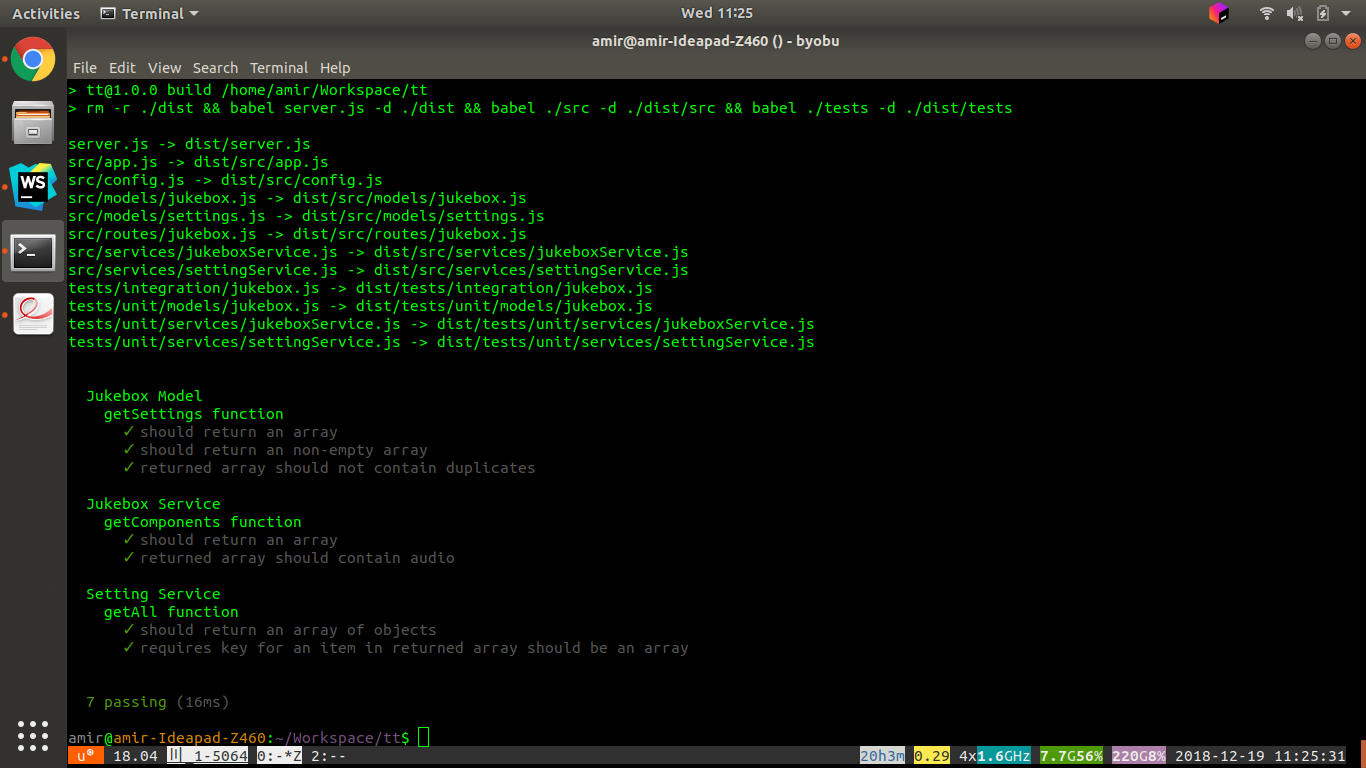 Activities Terminal Wed 11:25
amir@amir-Ideapad-Z460 () - byobu
File Edit View Search Terminal Help
> tt@1.0.0 build /home/amir/Workspace/tt
> rm -r ./dist && babel server.js -d ./dist && babel ./src -d ./dist/src && babel ./tests -d ./dist/tests
server.js -> dist/server.js
src/app.js -> dist/src/app.js
src/config.js -> dist/src/config.js
src/models/jukebox.js -> dist/src/models/jukebox.js
src/models/settings.js -> dist/src/models/settings.js
src/routes/jukebox.js -> dist/src/routes/jukebox.js
src/services/jukeboxService.js -> dist/src/services/jukeboxService.js
src/services/settingService.js -> dist/src/services/settingService.js
tests/integration/jukebox.js -> dist/tests/integration/jukebox.js
tests/unit/models/jukebox.js -> dist/tests/unit/models/jukebox.js
tests/unit/services/jukeboxService.js -> dist/tests/unit/services/jukeboxService.js
tests/unit/services/settingService.js -> dist/tests/unit/services/settingService.js
Jukebox Model
getSettings function
✓ should return an array
✓ should return an non-empty array
✓ returned array should not contain duplicates
Jukebox Service
getComponents function
✓ should return an array
✓ returned array should contain audio
Setting Service
getAll function
✓ should return an array of objects
✓ requires key for an item in returned array should be an array
7 passing (16ms)
amir@amir-Ideapad-Z460:~/Workspace/tt$
u 18.04 1-5064 0:-*Z 2:-- 20h3m 0.29 4x1.6GHz 7.7G56% 220G8% 2018-12-19 11:25:31
WS